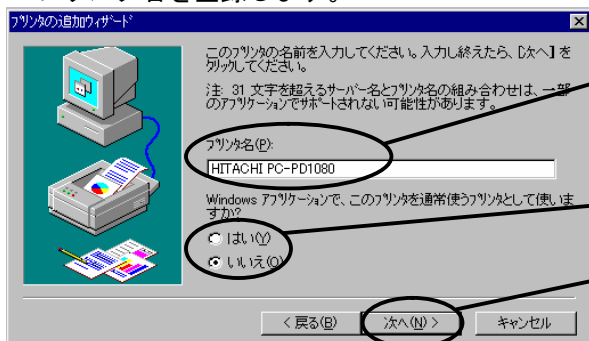 プリンタ名を登録します。
プリンタの追加ウィザード
このプリンタの名前を入力してください。入力し終えたら、[次へ] を
クリックしてください。
注: 31 文字を超えるサーバー名とプリンタ名の組み合わせは、一部
のアプリケーションでサポートされない可能性があります。
プリンタ名(P):
HITACHI PC-PD1080
Windows アプリケーションで、このプリンタを通常使うプリンタとして使いま
すか?
はい(Y)
いいえ(O)
< 戻る(B)
次へ(N) >
キャンセル